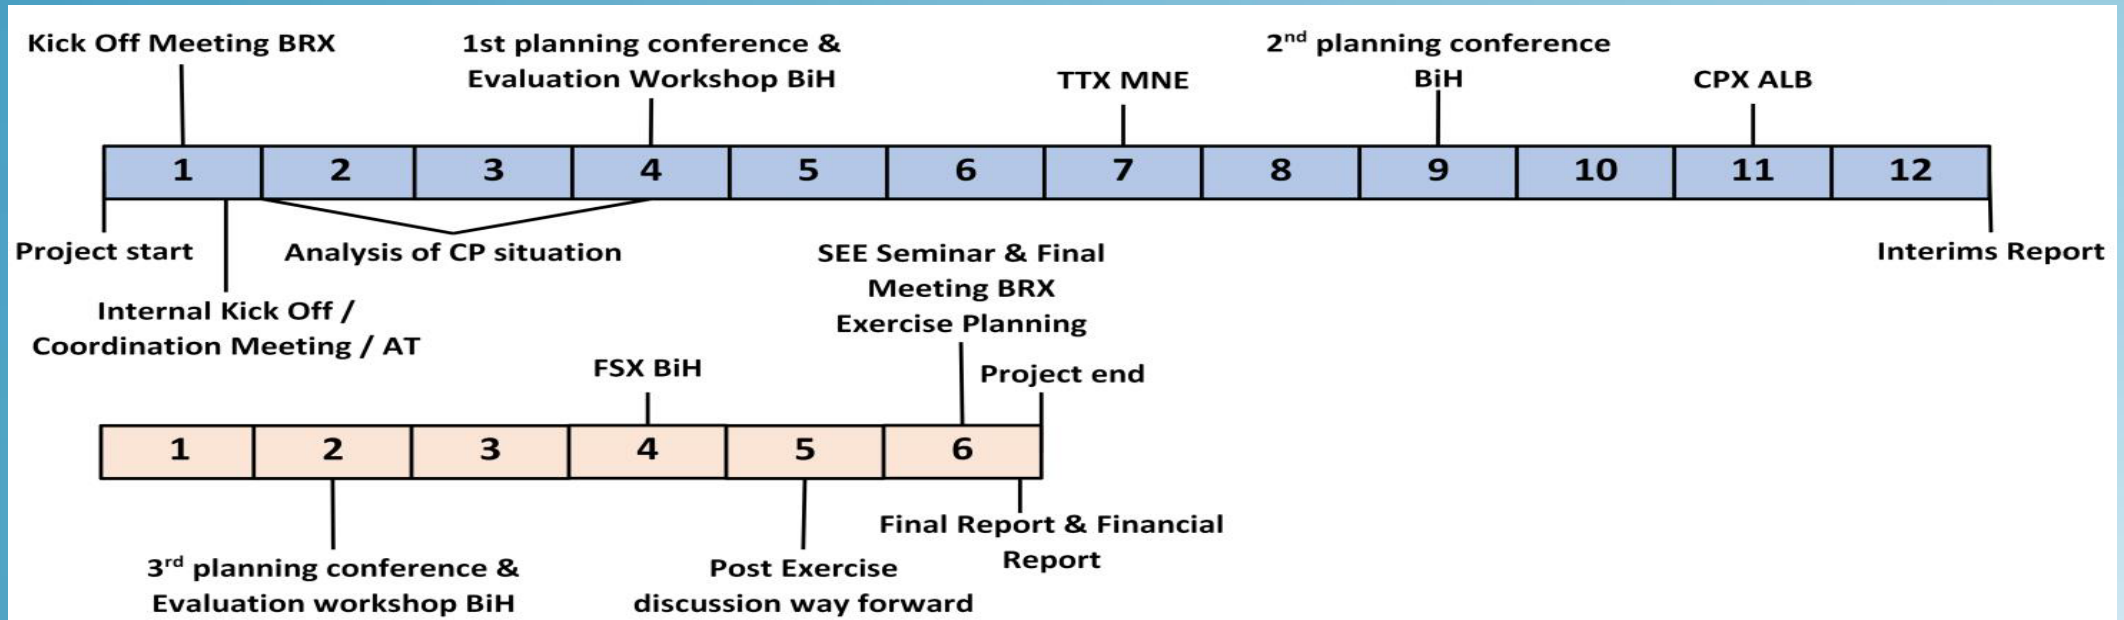 Kick Off Meeting BRX
1st planning conference &
Evaluation Workshop BiH
TTX MNE
2nd planning conference
BiH
CPX ALB
1 2 3 4 5 6 7 8 9 10 11 12
Project start
Analysis of CP situation
Interims Report
Internal Kick Off /
Coordination Meeting / AT
SEE Seminar & Final
Meeting BRX
Exercise Planning
FSX BiH
Project end
1 2 3 4 5 6
3rd planning conference &
Evaluation workshop BiH
Post Exercise
discussion way forward
Final Report & Financial
Report